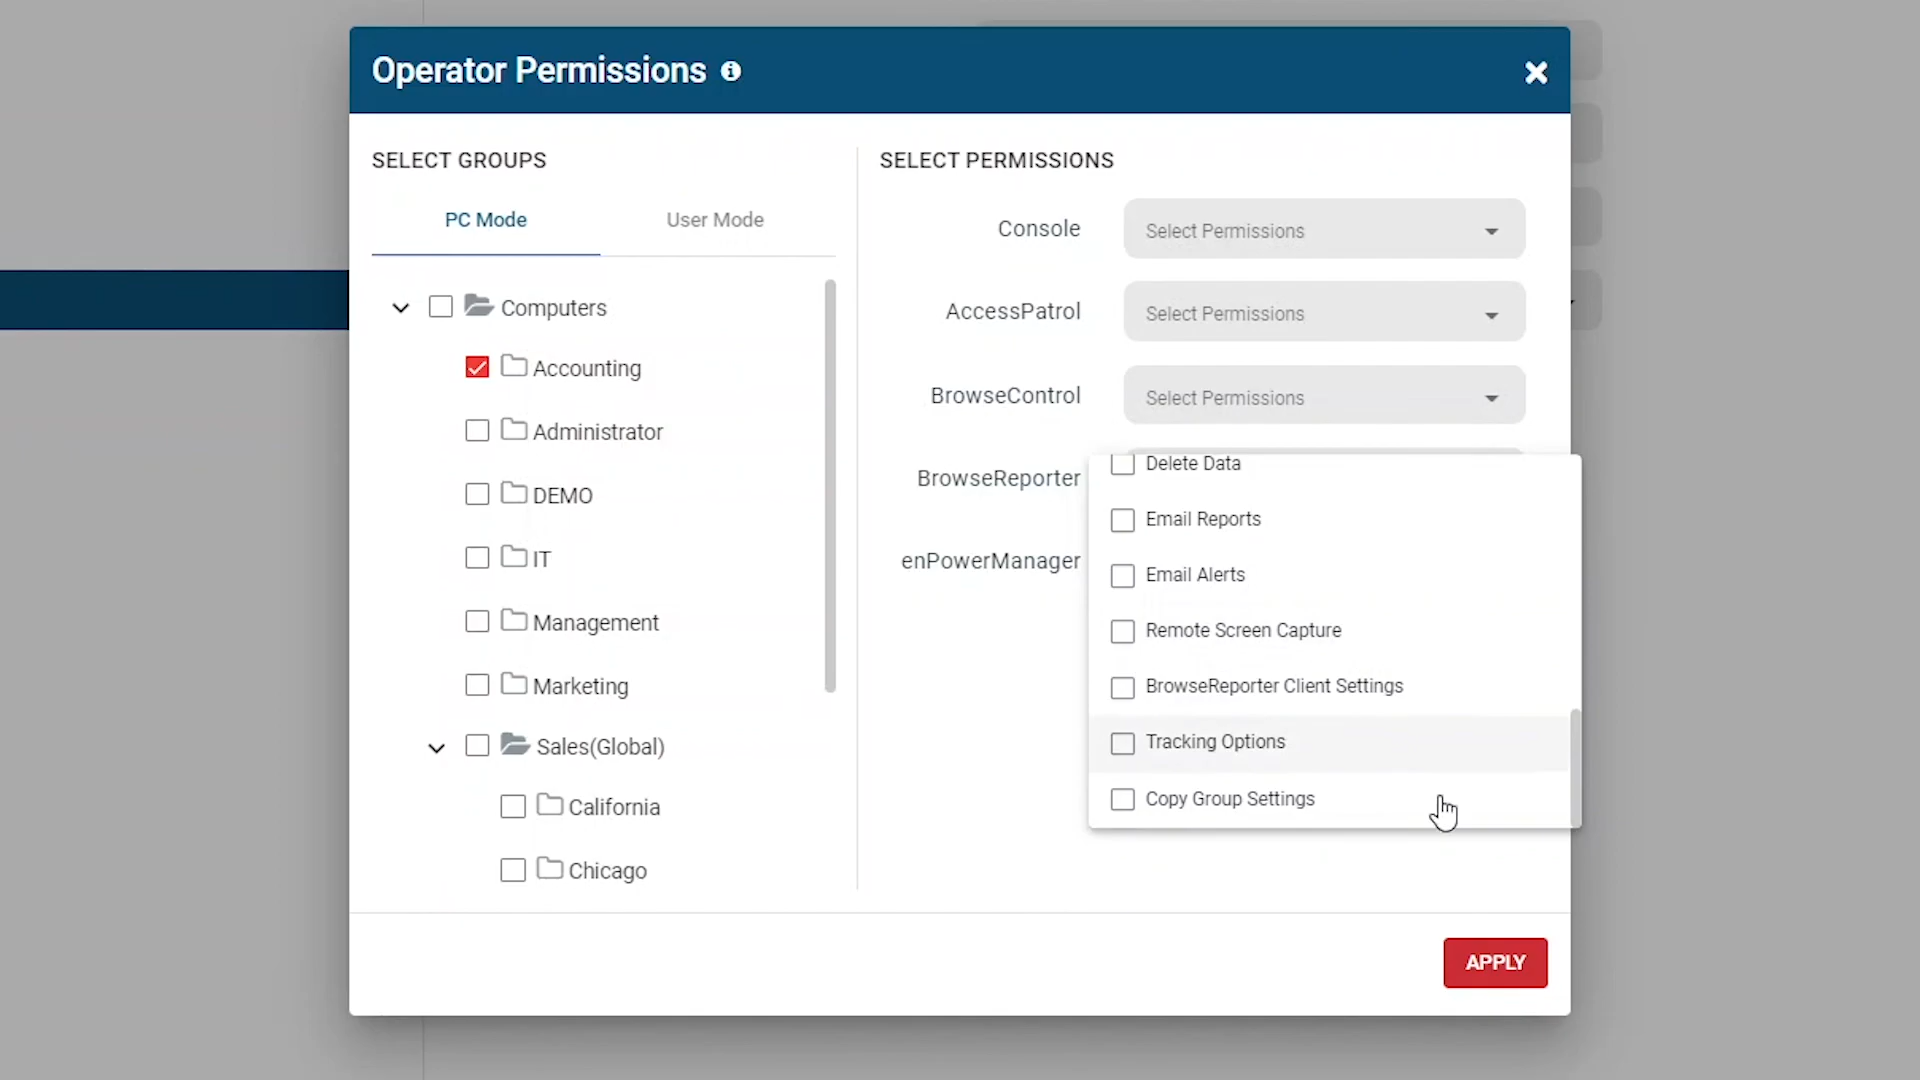 Operator Permissions
SELECT GROUPS
PC Mode
User Mode
Computers
Accounting
Administrator
DEMO
IT
Management
Marketing
Sales(Global)
California
Chicago
SELECT PERMISSIONS
Console
Select Permissions
AccessPatrol
Select Permissions
BrowseControl
Select Permissions
BrowseReporter
enPowerManager
Delete Data
Email Reports
Email Alerts
Remote Screen Capture
BrowseReporter Client Settings
Tracking Options
Copy Group Settings
APPLY